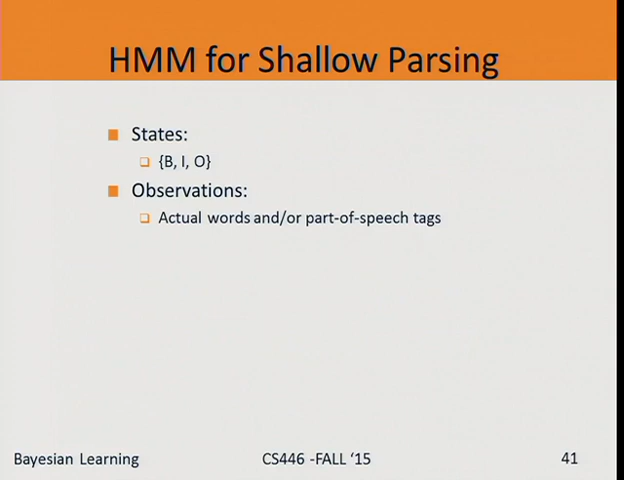 HMM for Shallow Parsing
States:
{B, I, O}
Observations:
Actual words and/or part-of-speech tags
Bayesian Learning
CS446 -FALL ‘15
41